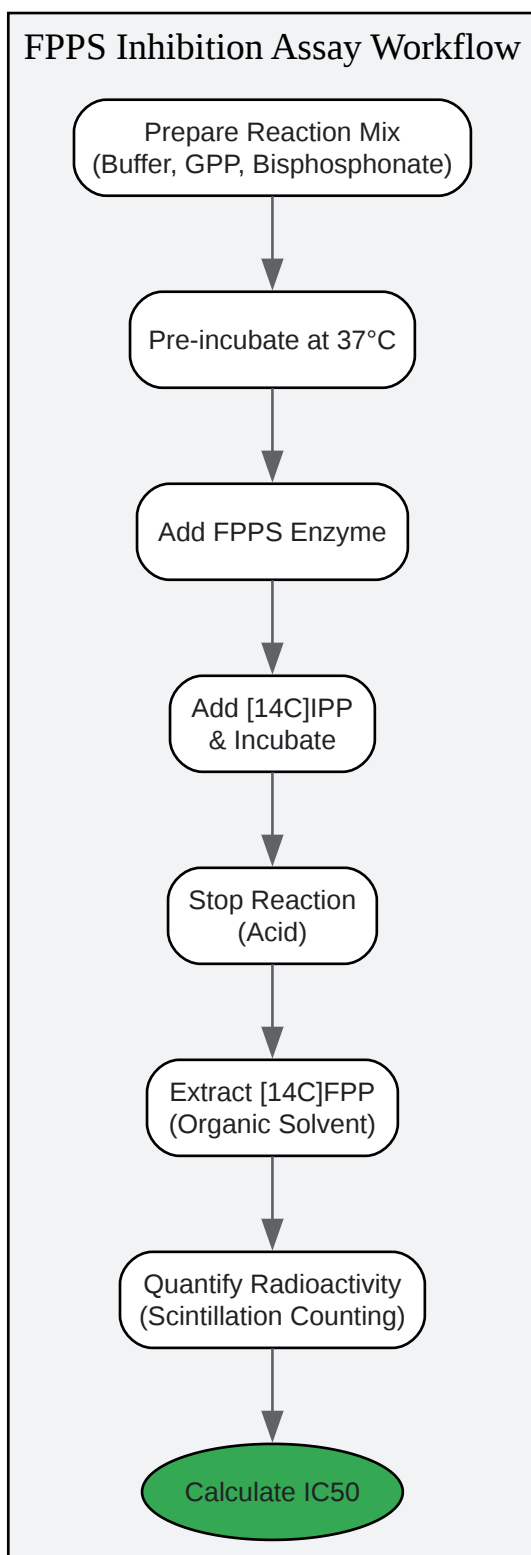 FPPS Inhibition Assay Workflow
Prepare Reaction Mix
(Buffer, GPP, Bisphosphonate)
Pre-incubate at 37°C
Add FPPS Enzyme
Add [14C]IPP
& Incubate
Stop Reaction
(Acid)
Extract [14C]FPP
(Organic Solvent)
Quantify Radioactivity
(Scintillation Counting)
Calculate IC50